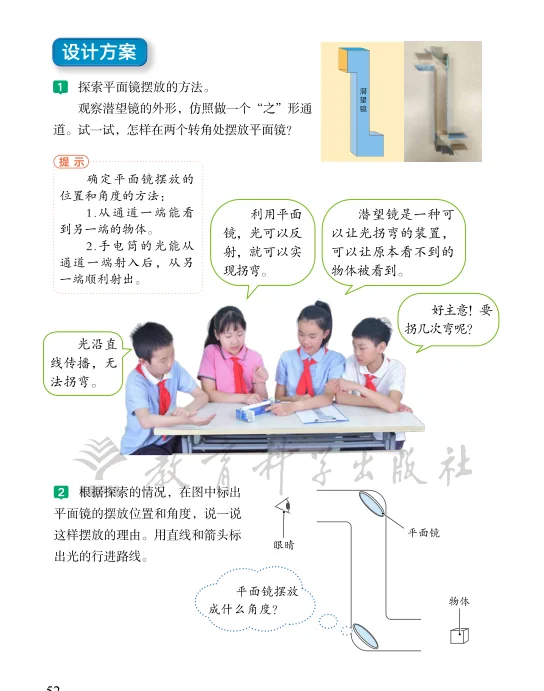 设计方案
1 探索平面镜摆放的方法。
观察潜望镜的外形，仿照做一个“之”形通
道。试一试，怎样在两个转角处摆放平面镜？
潜望镜
提示
确定平面镜摆放的
位置和角度的方法：
1.从通道一端能看
到另一端的物体。
2.手电筒的光能从
通道一端射入后，从另
一端顺利射出。
利用平面
镜，光可以反
射，就可以实
现拐弯。
潜望镜是一种可
以让光拐弯的装置，
可以让原本看不到的
物体被看到。
好主意！要
拐几次弯呢？
光沿直
线传播，无
法拐弯。
教育科学出版社
2 根据探索的情况，在图中标出
平面镜的摆放位置和角度，说一说
这样摆放的理由。用直线和箭头标
出光的行进路线。
眼睛
平面镜
平面镜摆放
成什么角度？
物体